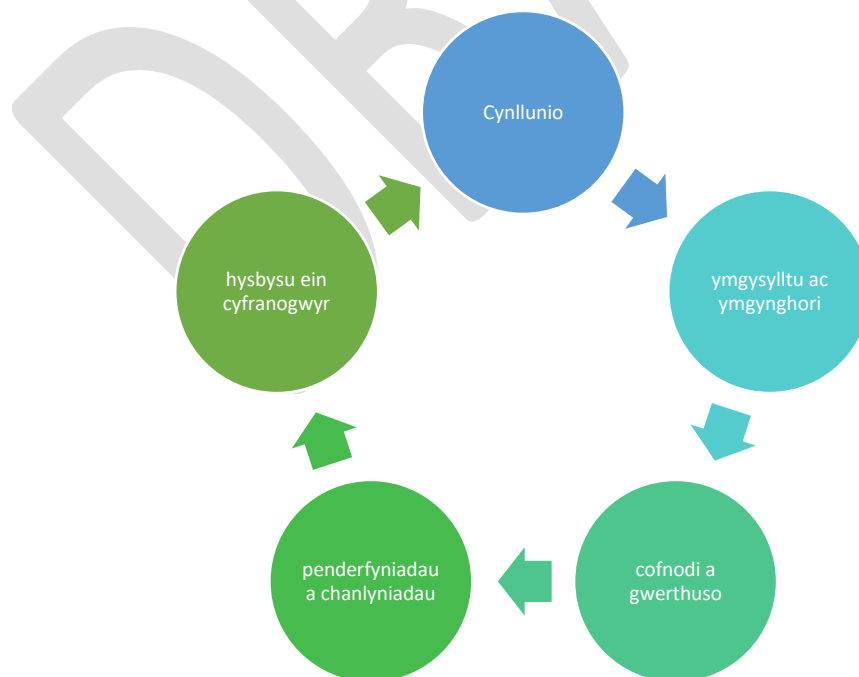 Cynllunio
ymgysylltu ac
ymgynghori
cofnodi a
gwerthuso
penderfyniadau
a chanlyniadau
hysbysu ein
cyfranogwyr